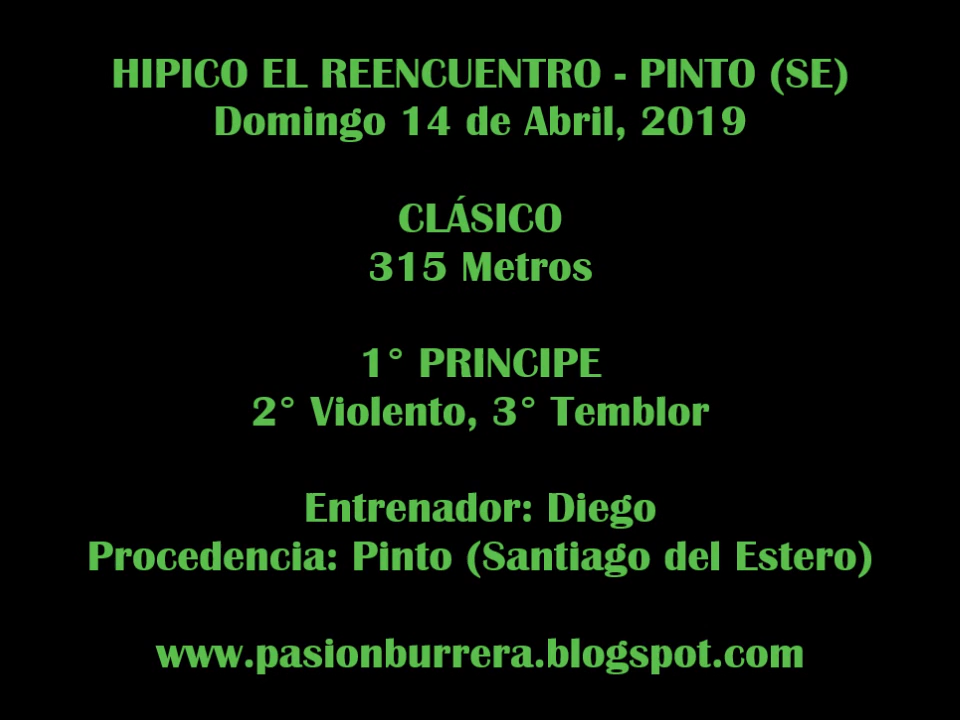 HIPICO EL REENCUENTRO - PINTO (SE)
Domingo 14 de Abril, 2019
CLÁSICO
315 Metros
1° PRINCIPE
2° Violento, 3° Temblor
Entrenador: Diego
Procedencia: Pinto (Santiago del Estero)
www.pasionburrera.blogspot.com